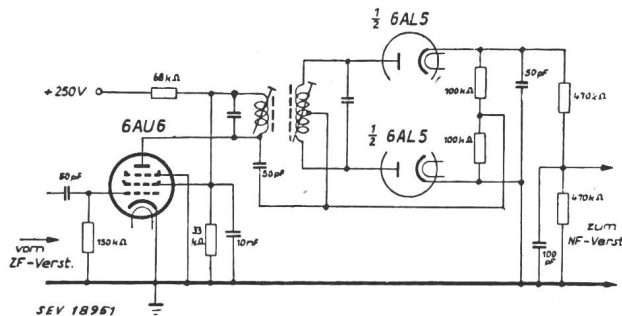 ½ 6AL5
68kΩ
+250V
6AU6
50pF
100kΩ
50pF
470kΩ
½ 6AL5
100kΩ
50pF
150kΩ
33
kΩ
10nF
470kΩ
100
pF
vom
ZF-Verst.
zum
NF-Verst.
SEV 18961